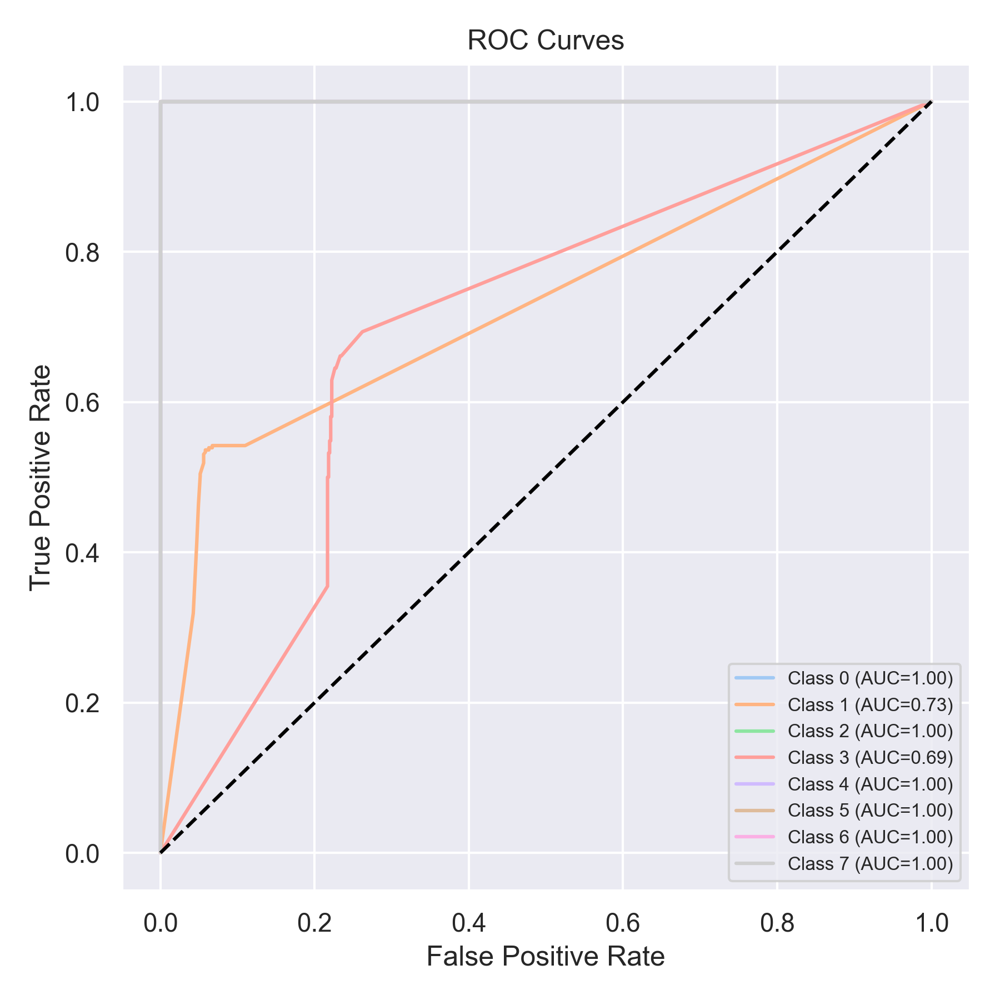 ROC Curves
True Positive Rate
1.0
0.8
0.6
0.4
0.2
0.0
Class 0 (AUC=1.00)
Class 1 (AUC=0.73)
Class 2 (AUC=1.00)
Class 3 (AUC=0.69)
Class 4 (AUC=1.00)
Class 5 (AUC=1.00)
Class 6 (AUC=1.00)
Class 7 (AUC=1.00)
0.0 0.2 0.4 0.6 0.8 1.0
False Positive Rate